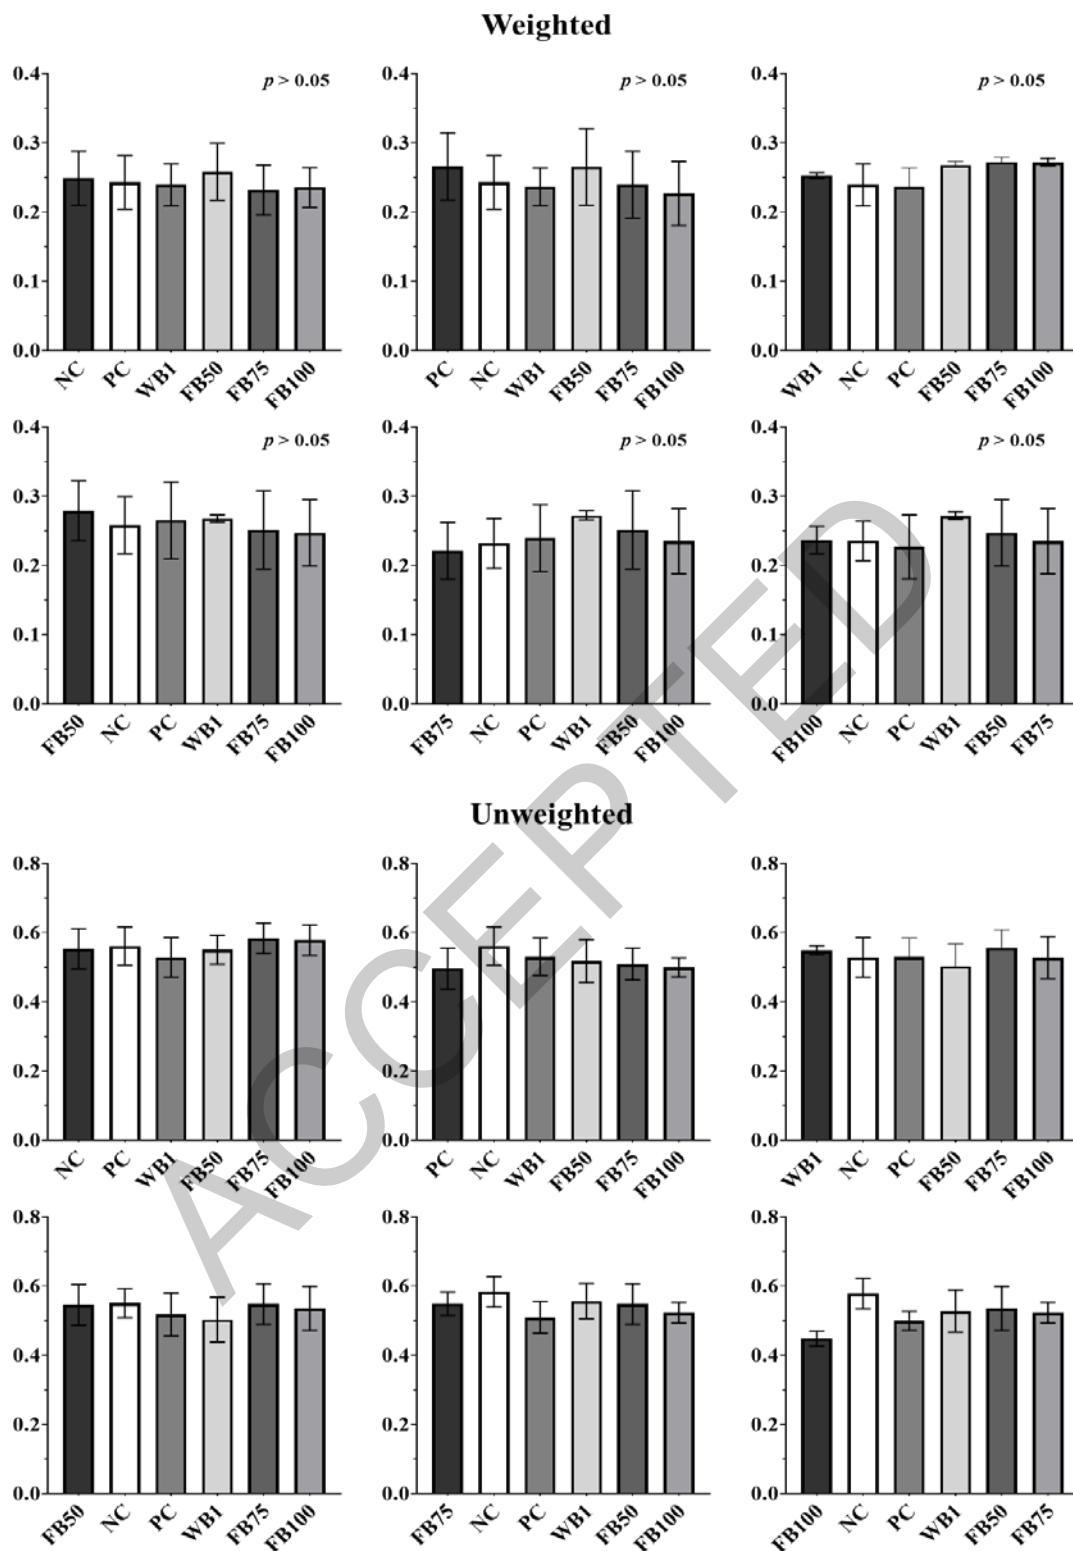 Weighted
p > 0.05 p > 0.05 p > 0.05
0.4 0.4 0.4
0.3 0.3 0.3
0.2 0.2 0.2
0.1 0.1 0.1
0.0 0.0 0.0
NC PC WB1 FB50 FB75 FB100 PC NC WB1 FB50 FB75 FB100 WB1 NC PC FB50 FB75 FB100
p > 0.05 p > 0.05 p > 0.05
0.4 0.4 0.4
0.3 0.3 0.3
0.2 0.2 0.2
0.1 0.1 0.1
0.0 0.0 0.0
FB50 NC PC WB1 FB75 FB100 FB75 NC PC WB1 FB50 FB100 FB100 NC PC WB1 FB50 FB75
ACCEPTED
Unweighted
0.8 0.8 0.8
0.6 0.6 0.6
0.4 0.4 0.4
0.2 0.2 0.2
0.0 0.0 0.0
NC PC WB1 FB50 FB75 FB100 PC NC WB1 FB50 FB75 FB100 WB1 NC PC FB50 FB75 FB100
0.8 0.8 0.8
0.6 0.6 0.6
0.4 0.4 0.4
0.2 0.2 0.2
0.0 0.0 0.0
FB50 NC PC WB1 FB75 FB100 FB75 NC PC WB1 FB50 FB100 FB100 NC PC WB1 FB50 FB75